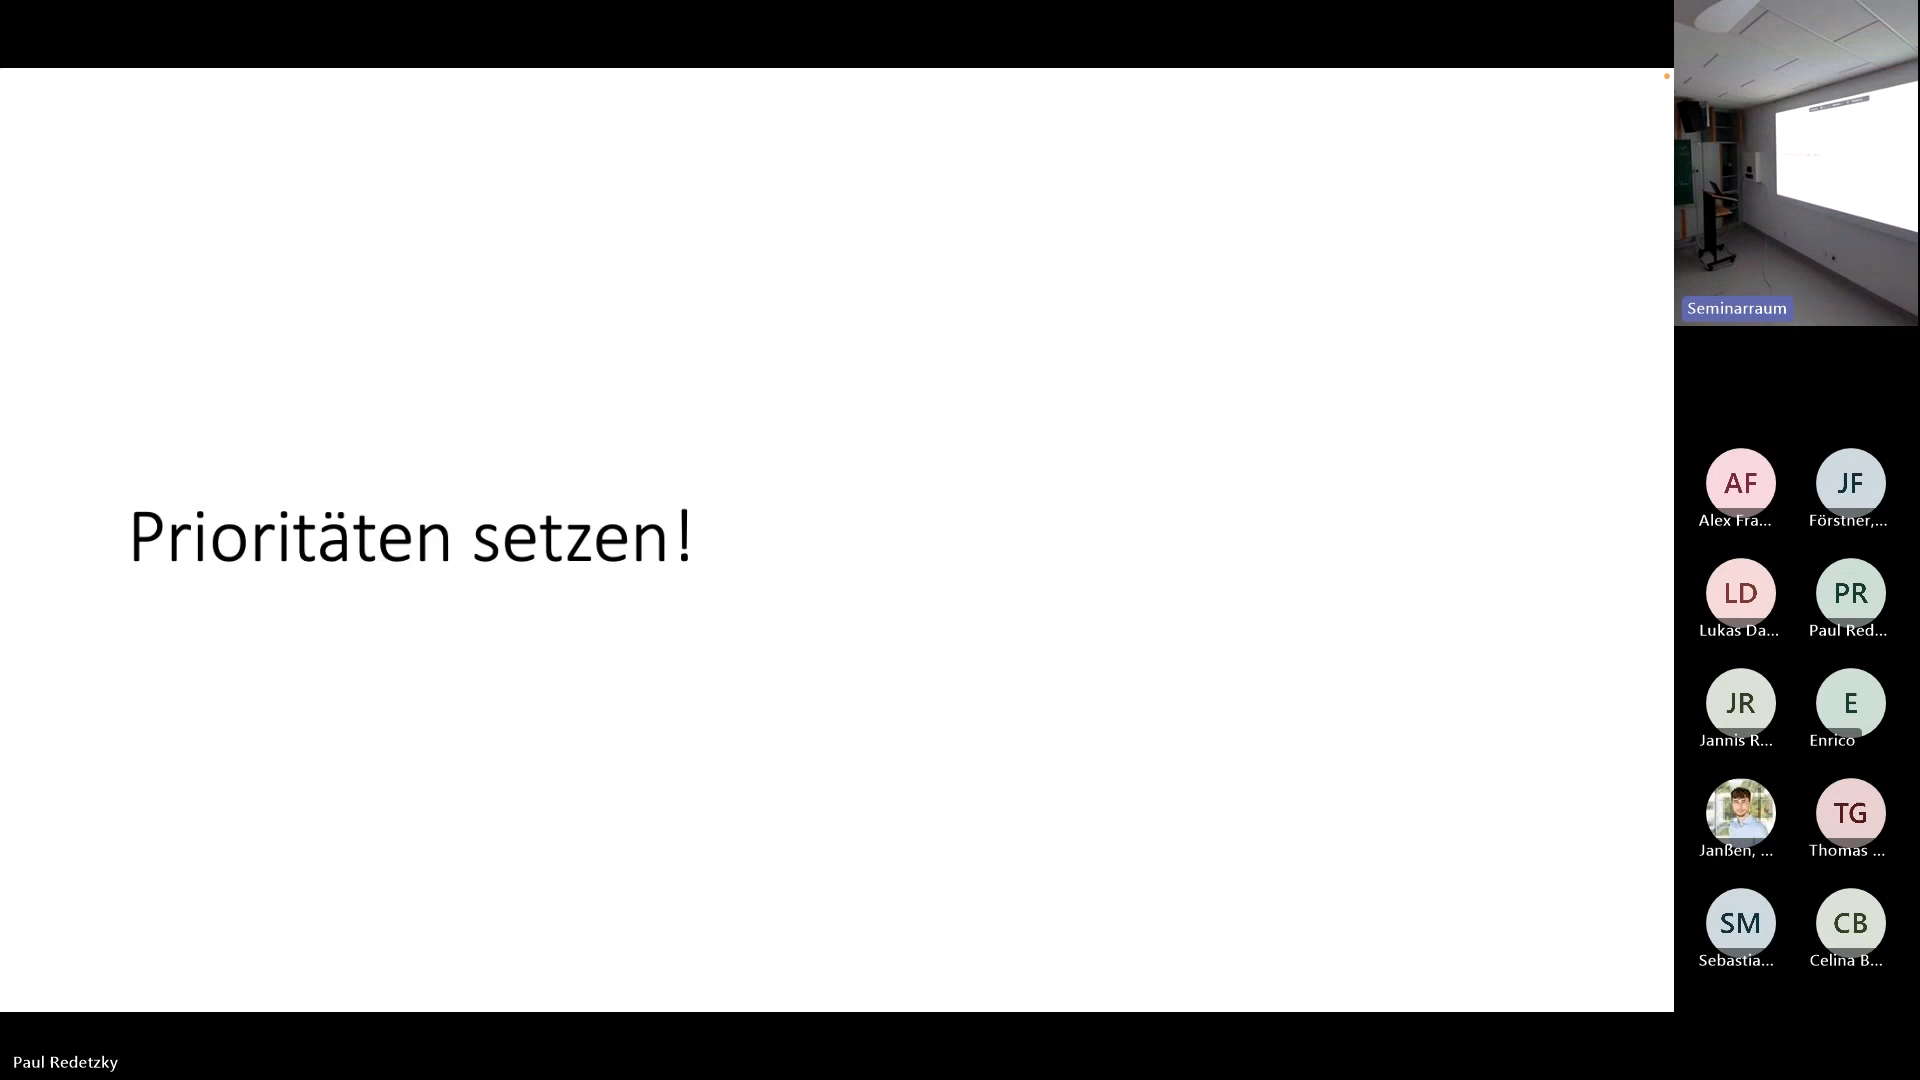 Prioritäten setzen!
Seminarraum
AF
Alex Fra...
JF
Förstner,...
LD
Lukas Da...
PR
Paul Red...
JR
Jannis R...
E
Enrico
Janßen, ...
TG
Thomas ...
SM
Sebastia...
CB
Celina B...
Paul Redetzky